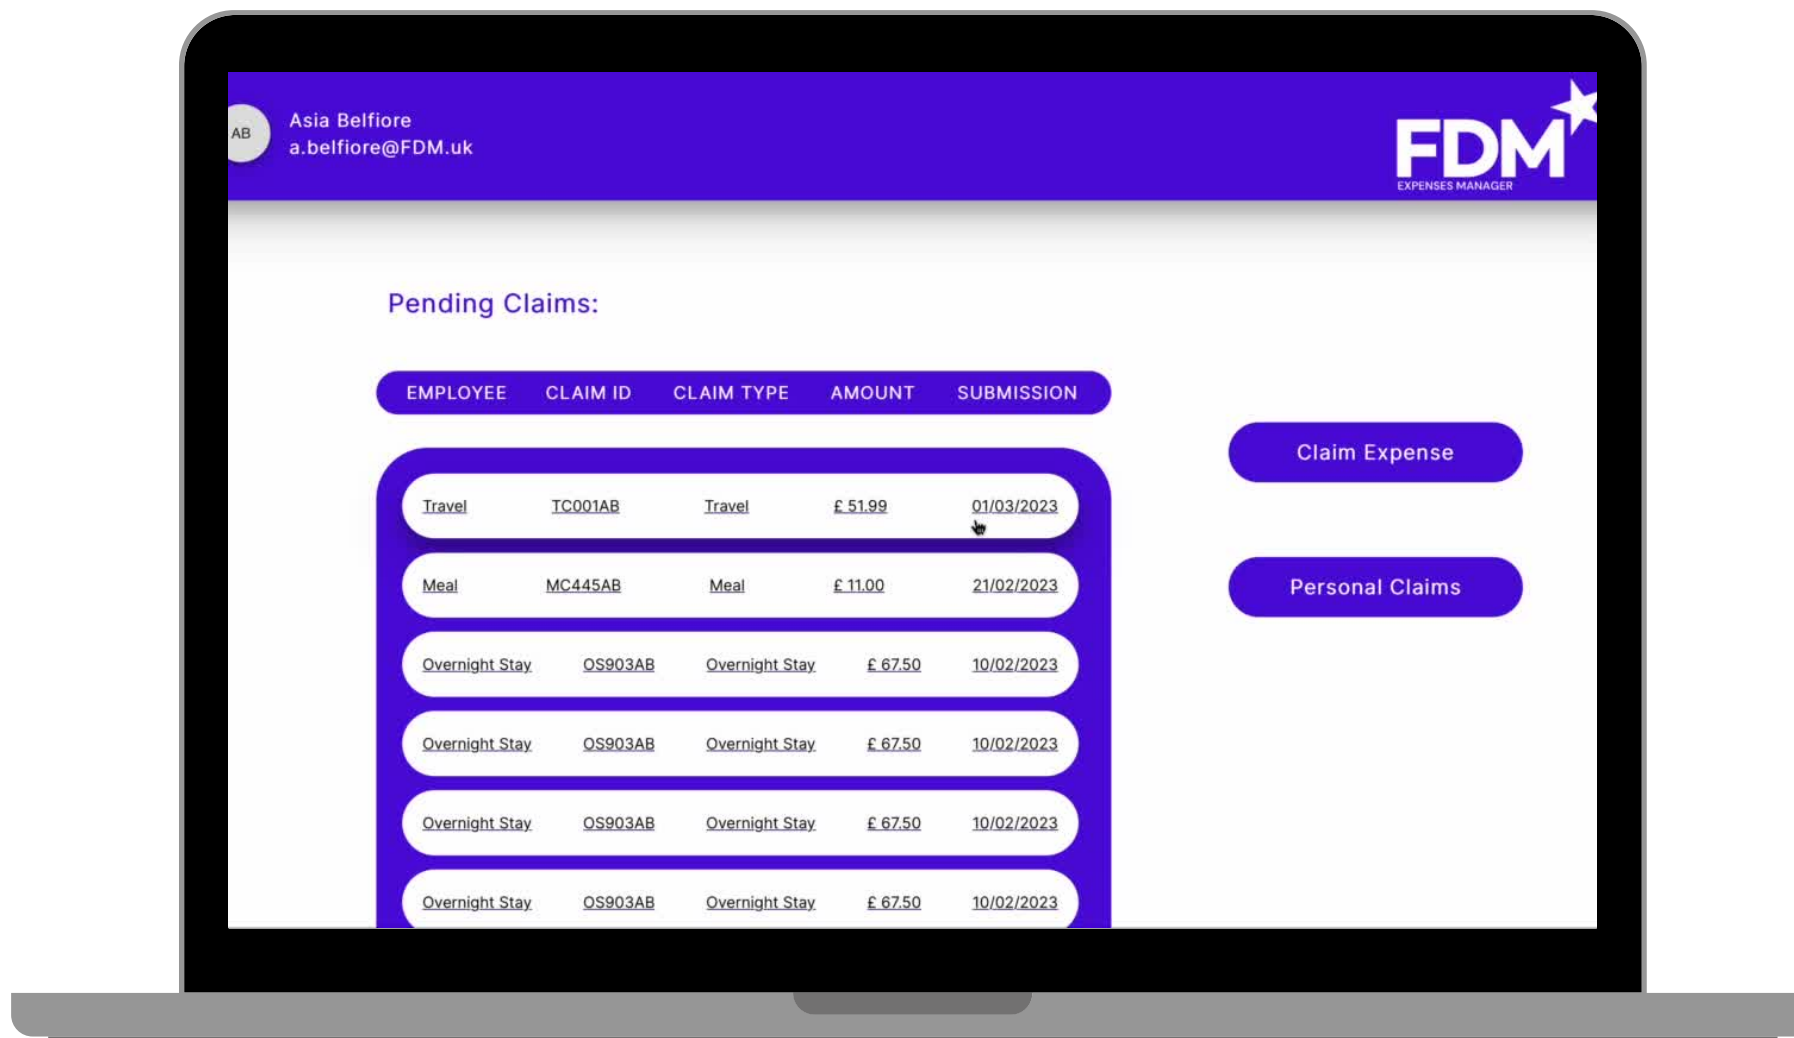 AB
Asia Belfiore
a.belfiore@FDM.uk
FDM
EXPENSES MANAGER
Pending Claims:
EMPLOYEE CLAIM ID CLAIM TYPE AMOUNT SUBMISSION
Travel TC001AB Travel £ 51.99 01/03/2023
Meal MC445AB Meal £ 11.00 21/02/2023
Overnight Stay OS903AB Overnight Stay £ 67.50 10/02/2023
Overnight Stay OS903AB Overnight Stay £ 67.50 10/02/2023
Overnight Stay OS903AB Overnight Stay £ 67.50 10/02/2023
Overnight Stay OS903AB Overnight Stay £ 67.50 10/02/2023
Claim Expense
Personal Claims